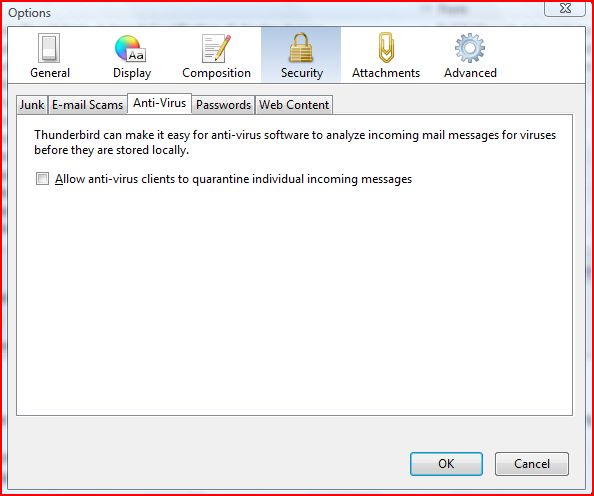 Options
General Display Composition Security Attachments Advanced
Junk E-mail Scams Anti-Virus Passwords Web Content
Thunderbird can make it easy for anti-virus software to analyze incoming mail messages for viruses
before they are stored locally.
Allow anti-virus clients to quarantine individual incoming messages
OK Cancel